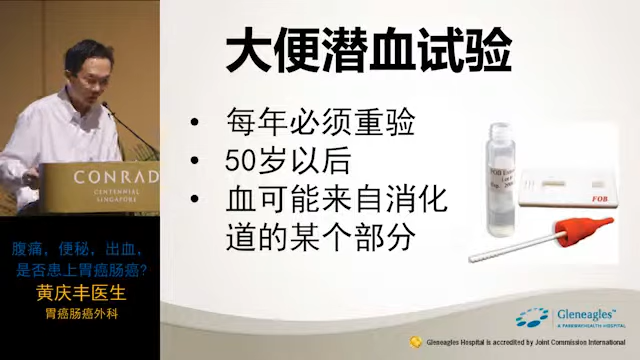 大便潜血试验
• 每年必须重验
• 50岁以后
• 血可能来自消化
道的某个部分
FOB
CONRAD
CENTENNIAL
SINGAPORE
腹痛，便秘，出血，
是否患上胃癌肠癌?
黄庆丰医生
胃癌肠癌外科
Gleneagles™
A PARKWAYHEALTH HOSPITAL
Gleneagles Hospital is accredited by Joint Commission International